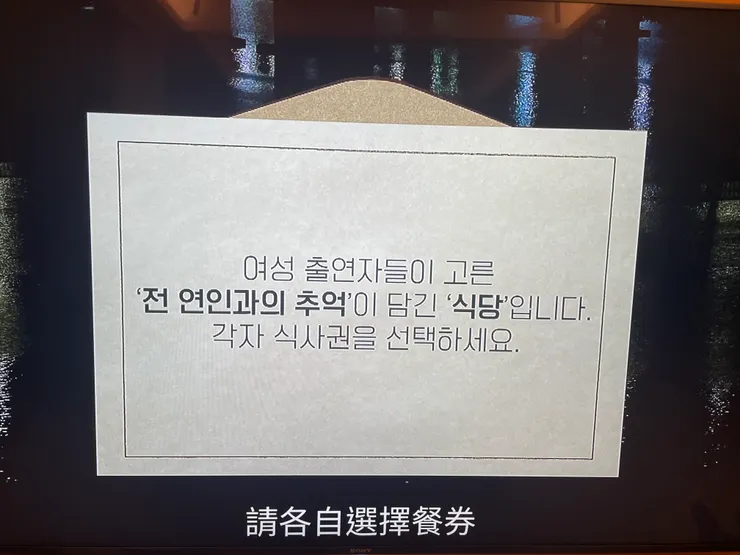 여성 출연자들이 고른
‘전 연인과의 추억’이 담긴 ‘식당’입니다.
각자 식사권을 선택하세요.
請各自選擇餐券
SONY